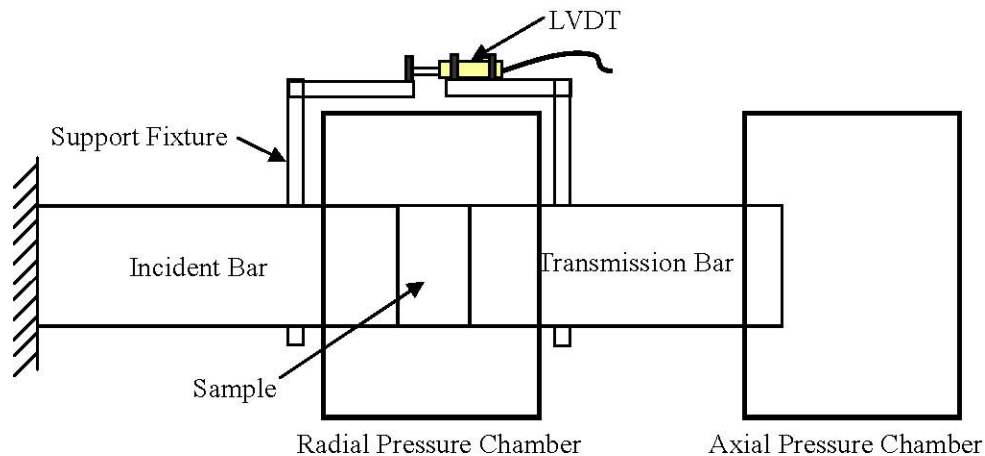 LVDT
Support Fixture
Incident Bar
Transmission Bar
Sample
Radial Pressure Chamber
Axial Pressure Chamber